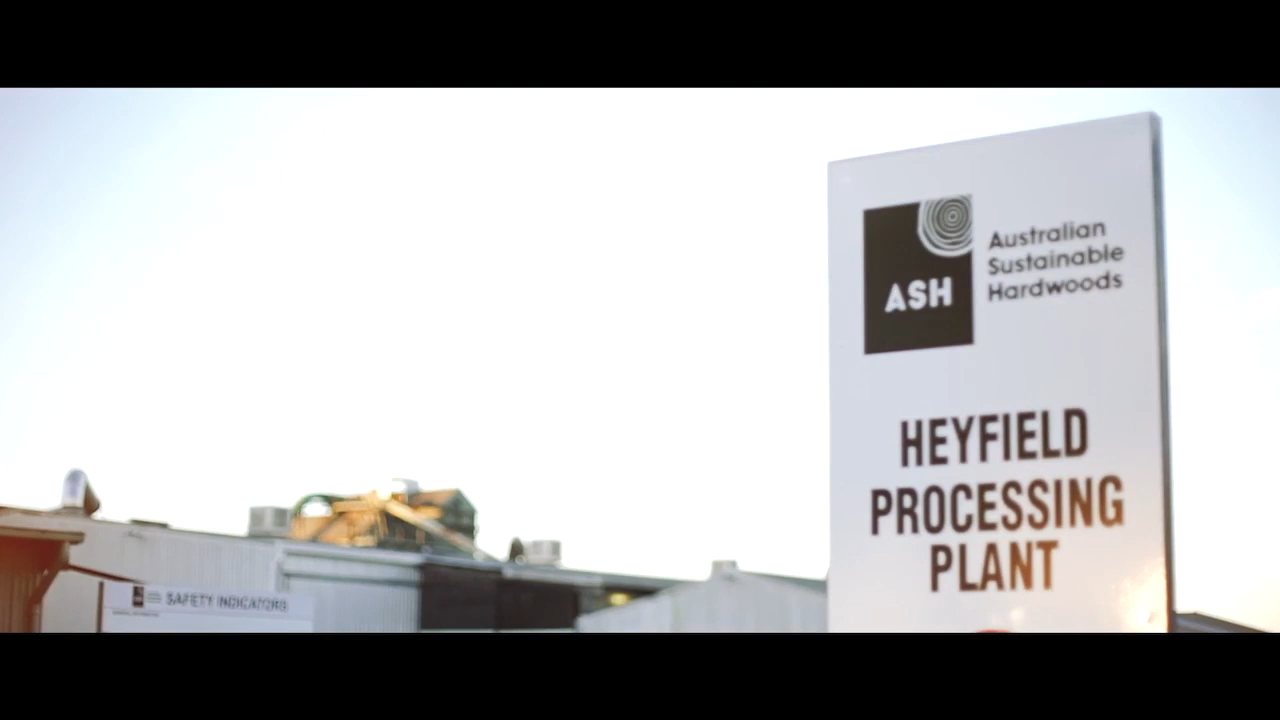 ASH
Australian
Sustainable
Hardwoods
HEYFIELD
PROCESSING
PLANT
SAFETY INDICATORS